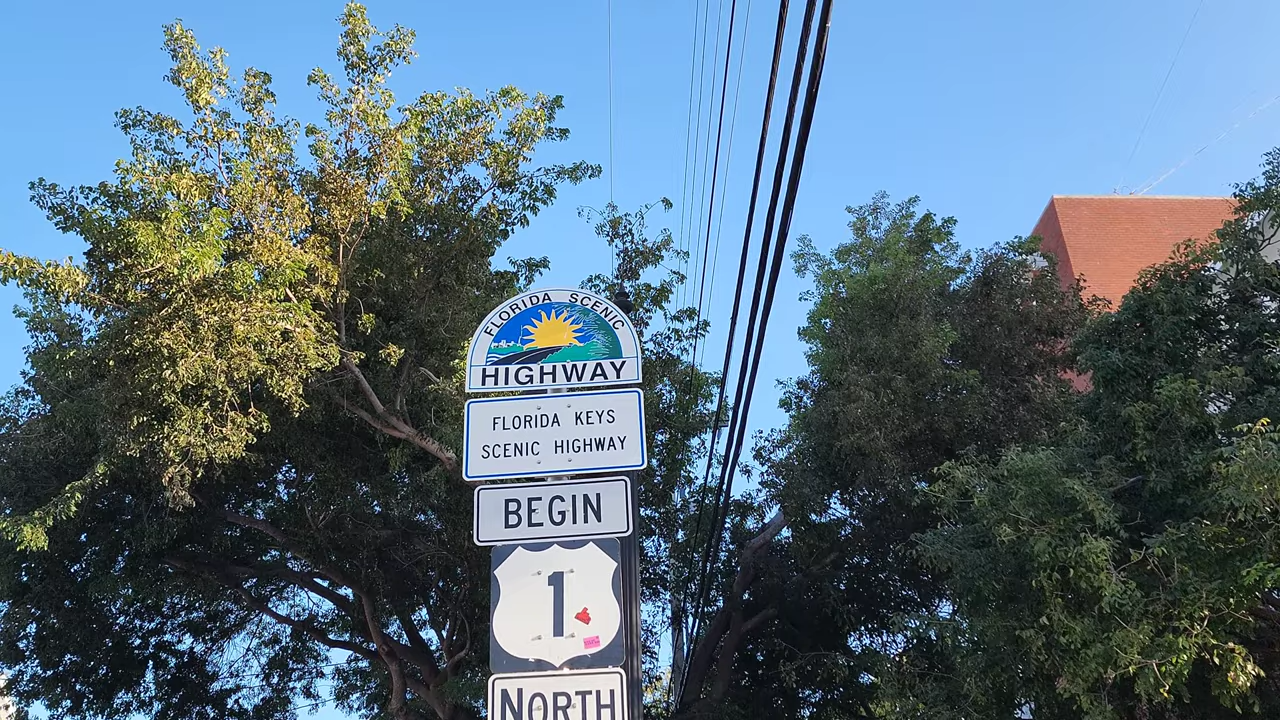 FLORIDA SCENIC
HIGHWAY
FLORIDA KEYS
SCENIC HIGHWAY
BEGIN
1
NORTH